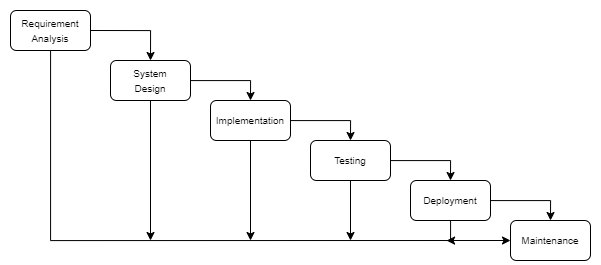 Requirement
Analysis
System
Design
Implementation
Testing
Deployment
Maintenance